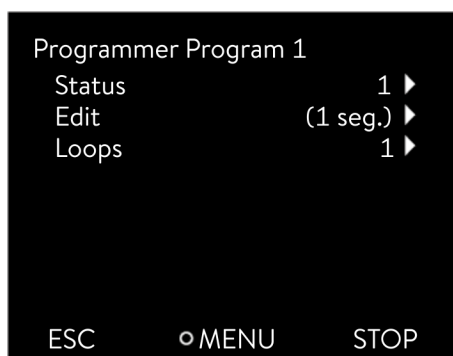 Programmer Program 1
Status 1
Edit (1 seg.)
Loops 1
ESC MENU STOP